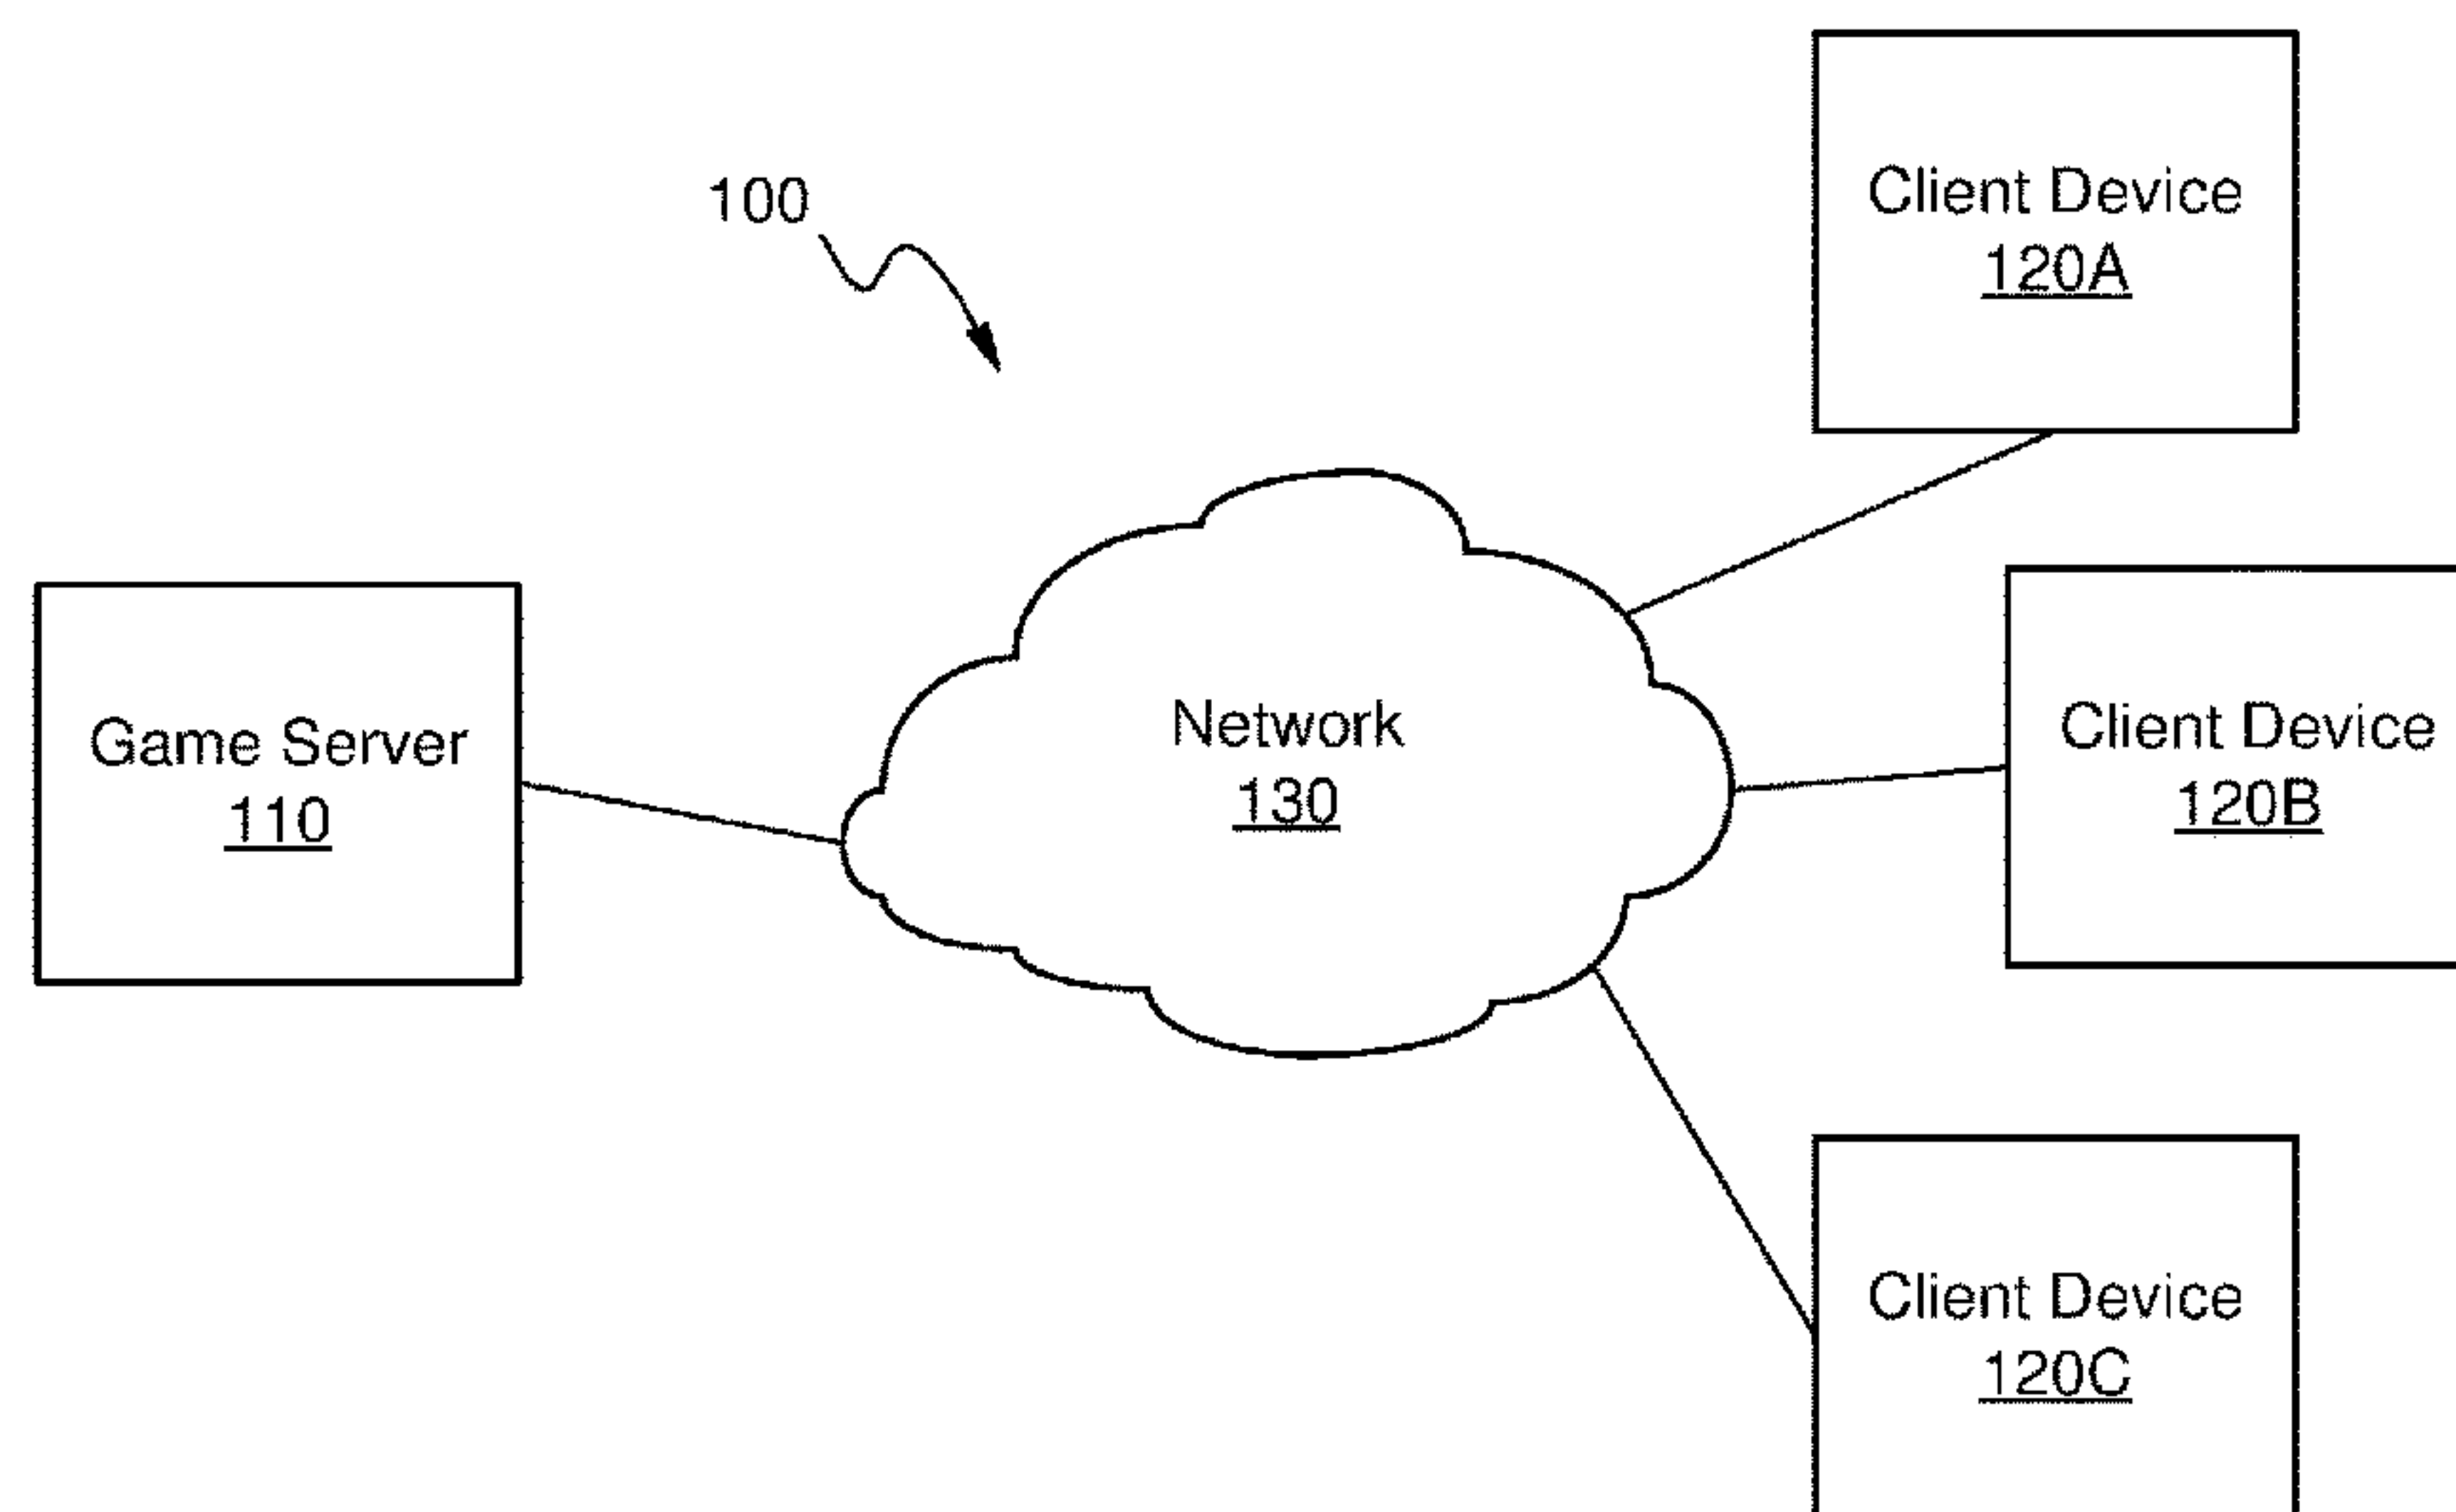 100
Client Device
120A
Game Server
110
Network
130
Client Device
120B
Client Device
120C